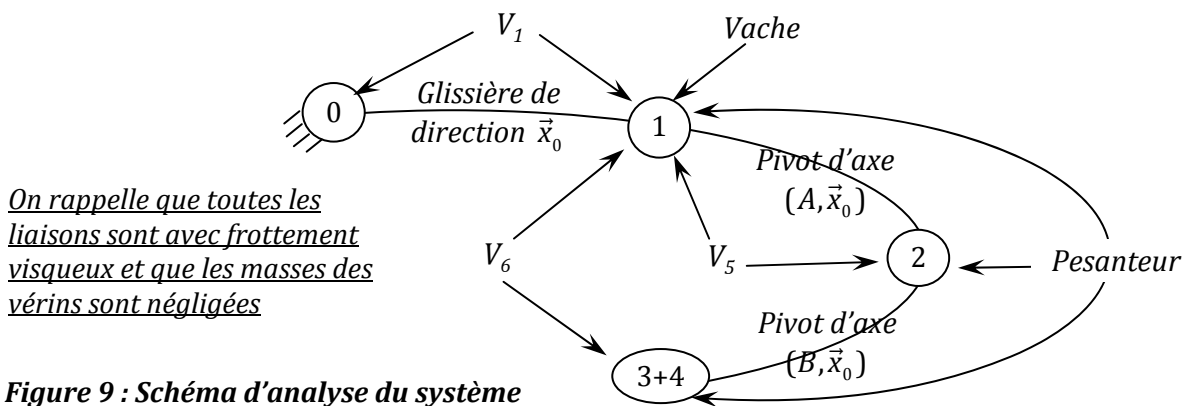 V₁
Vache
0
Glissière de
direction x⃗₀
1
Pivot d'axe
(A, x⃗₀)
On rappelle que toutes les
liaisons sont avec frottement
visqueux et que les masses des
vérins sont négligées
V₆
V₅
2
Pesanteur
Pivot d'axe
(B, x⃗₀)
3+4
Figure 9 : Schéma d'analyse du système